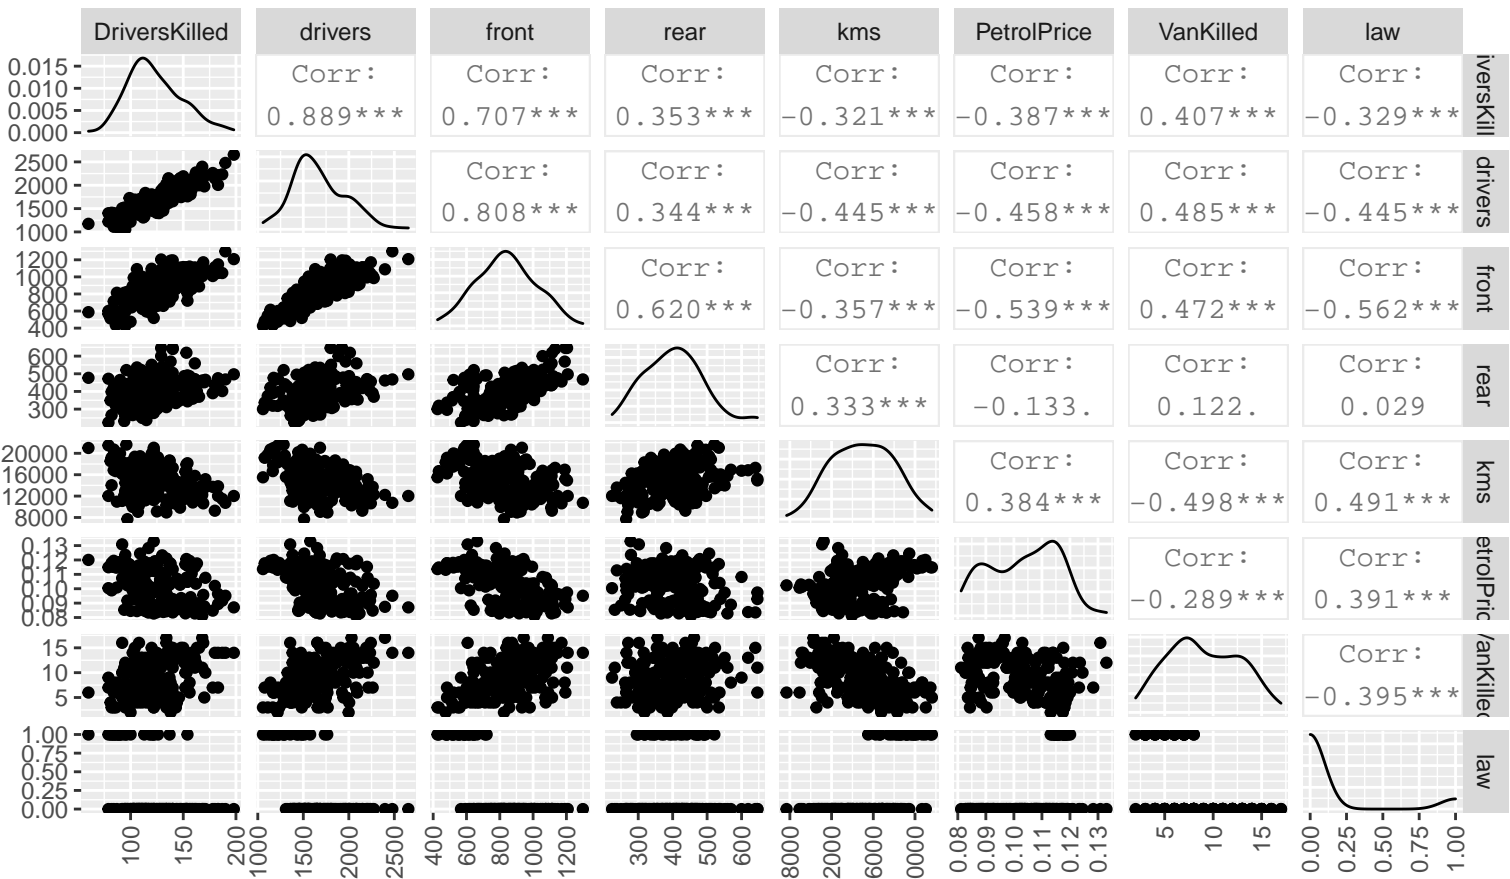 DriversKilled drivers front rear kms PetrolPrice VanKilled law
0.015
0.010
0.005
0.000
Corr: Corr: Corr: Corr: Corr: Corr: Corr:
0.889*** 0.707*** 0.353*** -0.321*** -0.387*** 0.407*** -0.329***
iversKill
2500
2000
1500
1000
Corr: Corr: Corr: Corr: Corr: Corr:
0.808*** 0.344*** -0.445*** -0.458*** 0.485*** -0.445***
drivers
1200
1000
800
600
400
Corr: Corr: Corr: Corr: Corr:
0.620*** -0.357*** -0.539*** 0.472*** -0.562***
front
600
500
400
300
Corr: Corr: Corr: Corr:
0.333*** -0.133. 0.122. 0.029
rear
20000
16000
12000
8000
Corr: Corr: Corr:
0.384*** -0.498*** 0.491***
kms
0.13
0.12
0.11
0.10
0.09
0.08
Corr: Corr:
-0.289*** 0.391***
etrolPric
15
10
5
Corr:
-0.395***
VanKilled
1.00
0.75
0.50
0.25
0.00
law
100 150 200
1000 1500 2000 2500
400 600 800 1000 1200
300 400 500 600
8000 2000 6000 0000
0.08 0.09 0.10 0.11 0.12 0.13
5 10 15
0.00 0.25 0.50 0.75 1.00